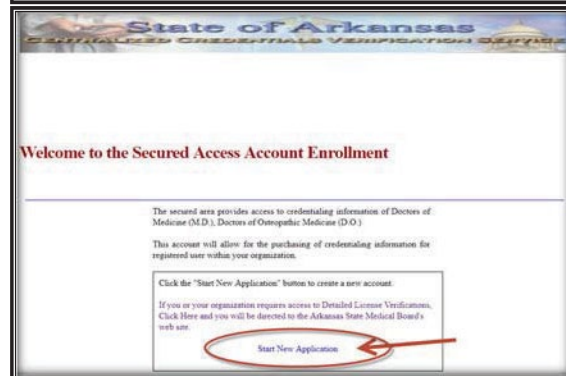 State of Arkansas
CENTRALIZED CREDENTIALS VERIFICATION SERVICE
Welcome to the Secured Access Account Enrollment
The secured area provides access to credentialing information of Doctors of
Medicine (M.D.), Doctors of Osteopathic Medicine (D.O.)
This account will allow for the purchasing of credentialing information for
registered user within your organization.
Click the "Start New Application" button to create a new account.
If you or your organization requires access to Detailed License Verifications,
Click Here and you will be directed to the Arkansas State Medical Board's
web site.
Start New Application